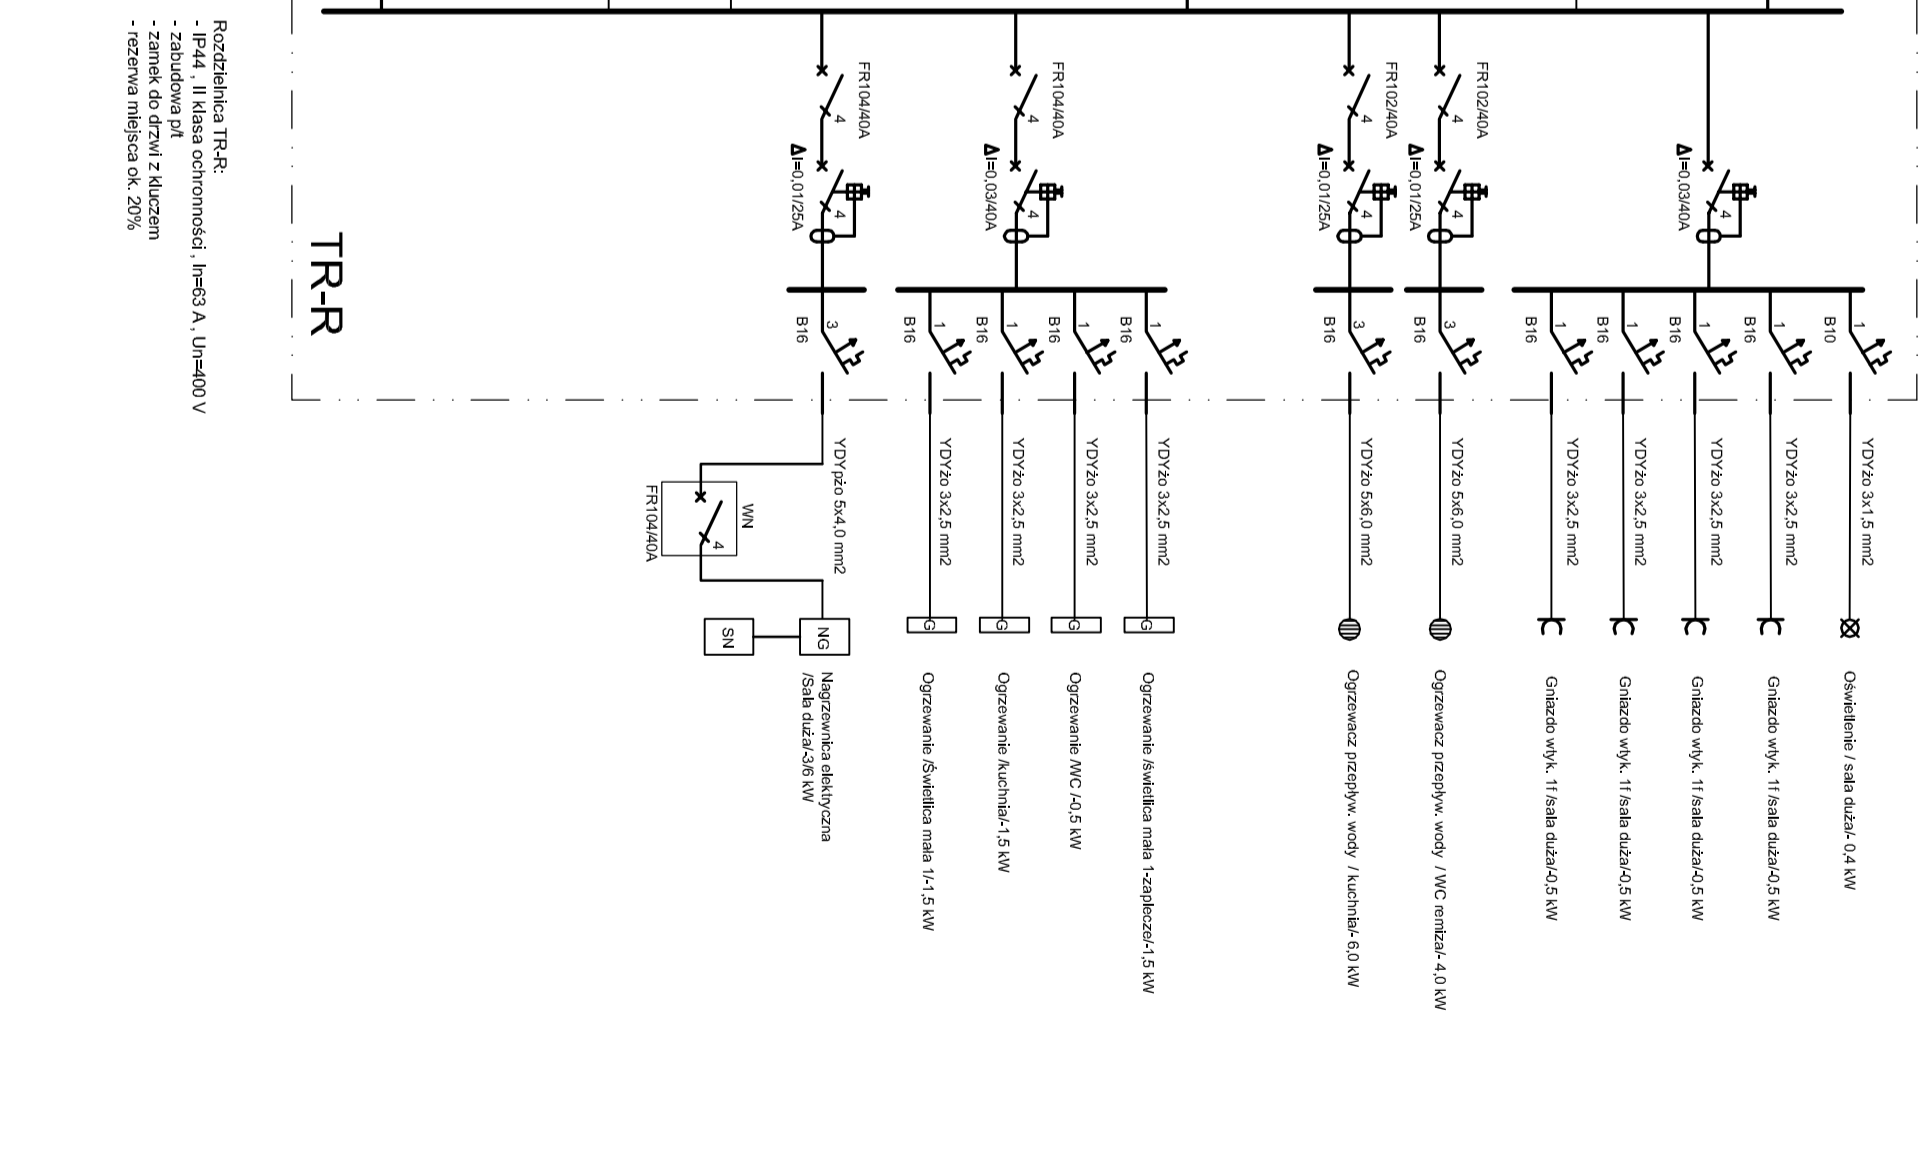 FR102/40A
4
ΔI=0,03/40A
4
B10
1
YDYżo 3x1,5 mm2
Oświetlenie / sala duża/- 0,4 kW
B16
1
YDYżo 3x2,5 mm2
Gniazdo wtyk. 1f /sala duża/-0,5 kW
B16
1
YDYżo 3x2,5 mm2
Gniazdo wtyk. 1f /sala duża/-0,5 kW
B16
1
YDYżo 3x2,5 mm2
Gniazdo wtyk. 1f /sala duża/-0,5 kW
B16
1
YDYżo 3x2,5 mm2
Gniazdo wtyk. 1f /sala duża/-0,5 kW
ΔI=0,01/25A
4
B16
3
YDYżo 5x6,0 mm2
Ogrzewacz przepływ. wody / WC remiza/- 4,0 kW
FR102/40A
4
ΔI=0,01/25A
4
B16
3
YDYżo 5x6,0 mm2
Ogrzewacz przepływ. wody / kuchnia/- 6,0 kW
FR104/40A
4
ΔI=0,03/40A
4
B16
1
YDYżo 3x2,5 mm2
G
Ogrzewanie /świetlica mała 1-zaplecze/-1,5 kW
B16
1
YDYżo 3x2,5 mm2
G
Ogrzewanie /WC /-0,5 kW
B16
1
YDYżo 3x2,5 mm2
G
Ogrzewanie /kuchnia/-1,5 kW
B16
1
YDYżo 3x2,5 mm2
G
Ogrzewanie /Świetlica mała 1/-1,5 kW
FR104/40A
4
ΔI=0,01/25A
4
B16
3
YDYpżo 5x4,0 mm2
WN
4
FR104/40A
NG
SN
Nagrzewnica elektryczna
/Sala duża/-3/6 kW
TR-R
Rozdzielnica TR-R:
- IP44 , II klasa ochronności , In=63 A , Un=400 V
- zabudowa p/t
- zamek do drzwi z kluczem
- rezerwa miejsca ok. 20%